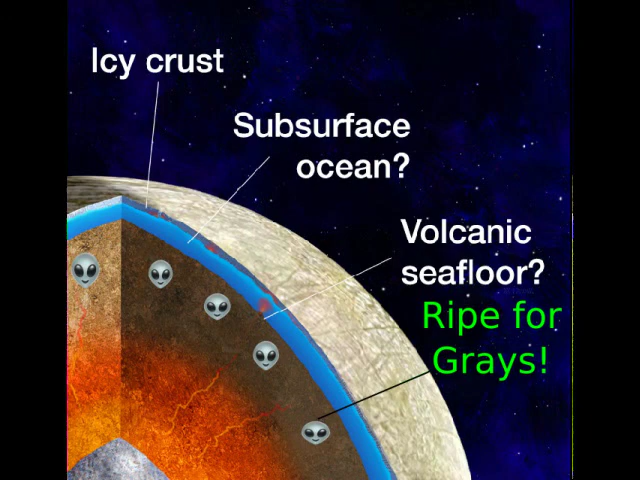 Icy crust
Subsurface
ocean?
Volcanic
seafloor?
Ripe for
Grays!